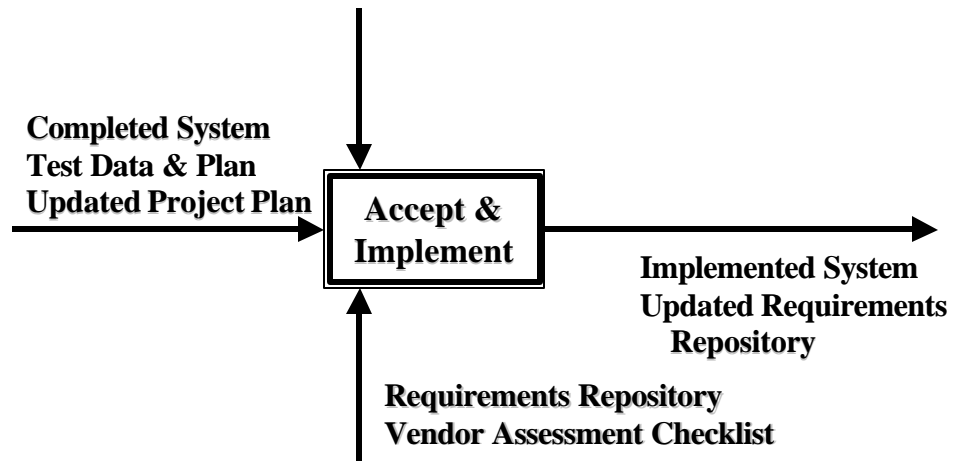 Completed System
Test Data & Plan
Updated Project Plan
Accept &
Implement
Implemented System
Updated Requirements
Repository
Requirements Repository
Vendor Assessment Checklist